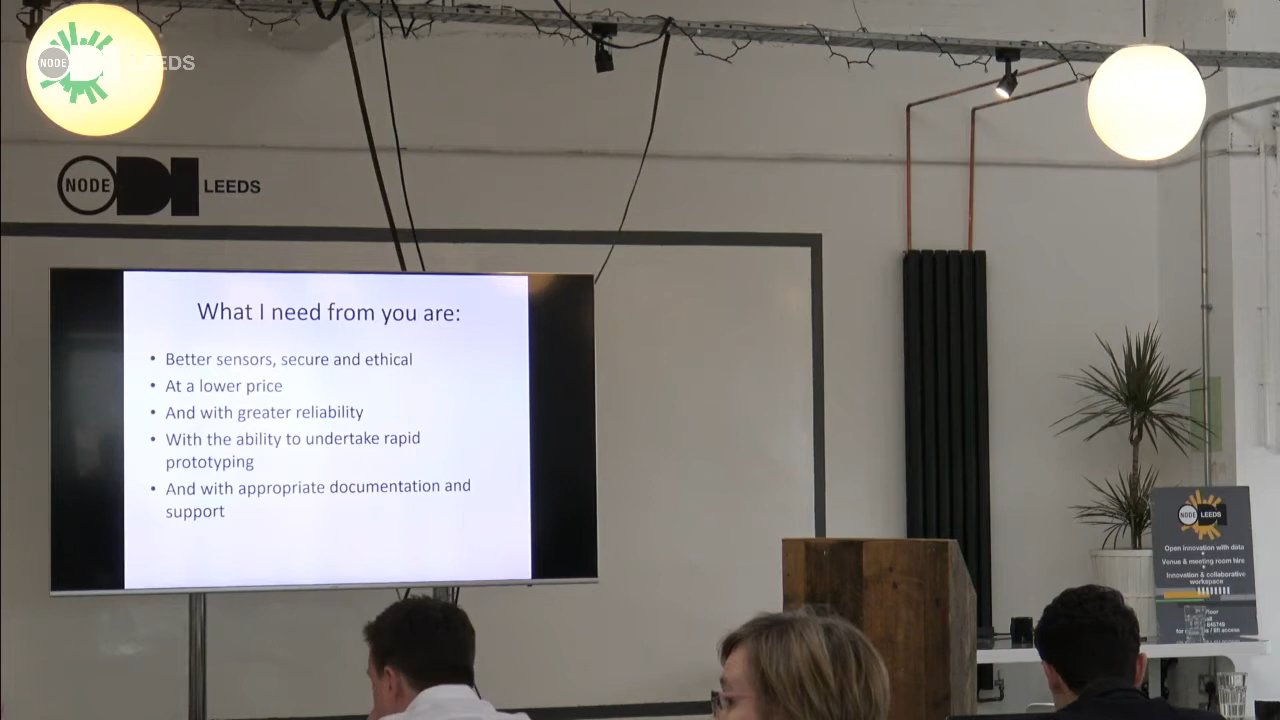 NODE
EDS
NODE ODI LEEDS
What I need from you are:
• Better sensors, secure and ethical
• At a lower price
• And with greater reliability
• With the ability to undertake rapid
prototyping
• And with appropriate documentation and
support
NODE LEEDS
Open innovation with data
Venue & meeting room hire
Innovation & collaborative
workspace